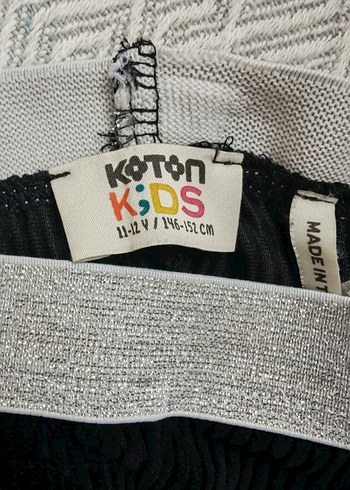 KOTON
KiDS
11-12 Y / 146-152 CM
MADE IN T